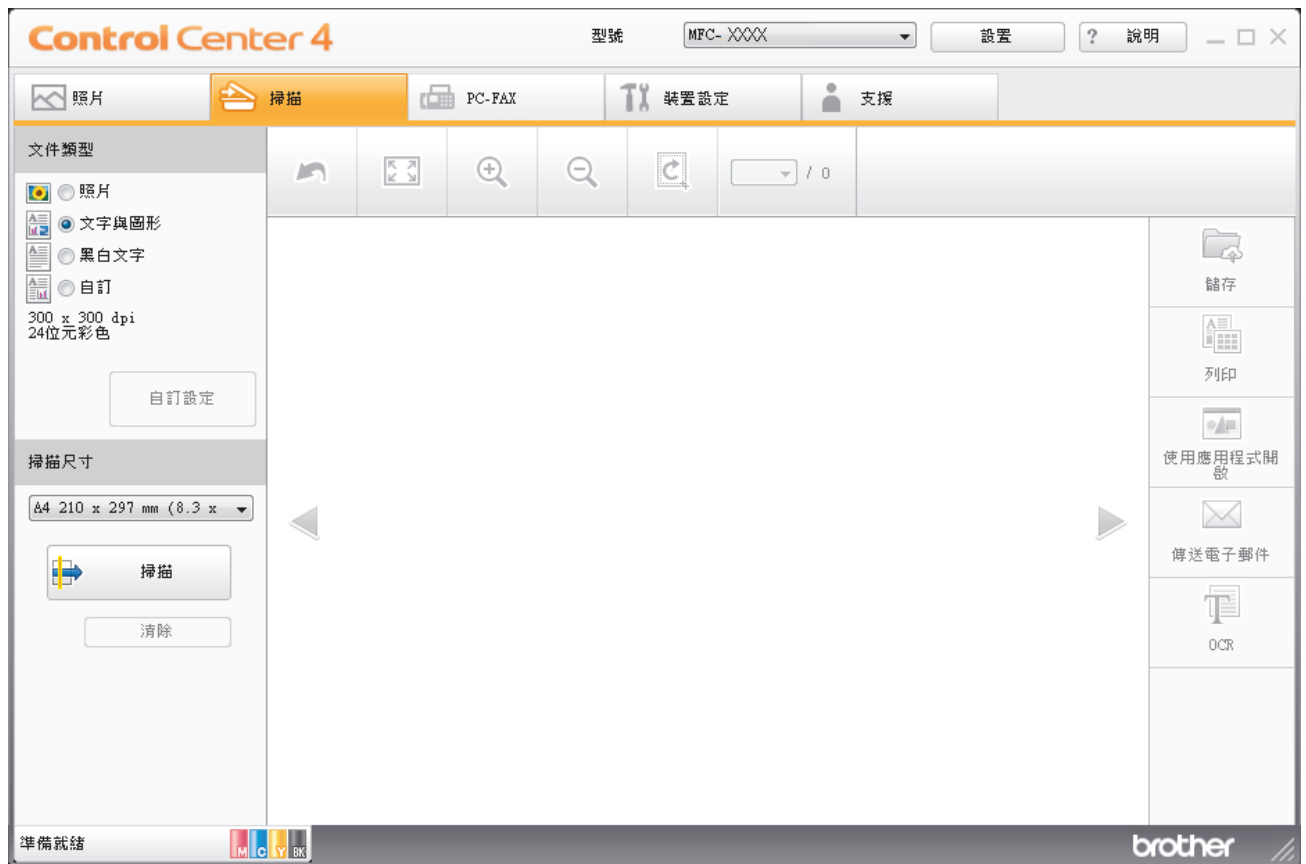 Control Center 4
型號
MFC- XXXX
設置
? 說明
照片
掃描
PC-FAX
裝置設定
支援
文件類型
照片
文字與圖形
黑白文字
自訂
300 x 300 dpi
24位元彩色
自訂設定
/ 0
掃描尺寸
A4 210 x 297 mm (8.3 x
掃描
清除
儲存
列印
使用應用程式開
啟
傳送電子郵件
OCR
準備就緒
M C Y BK
brother